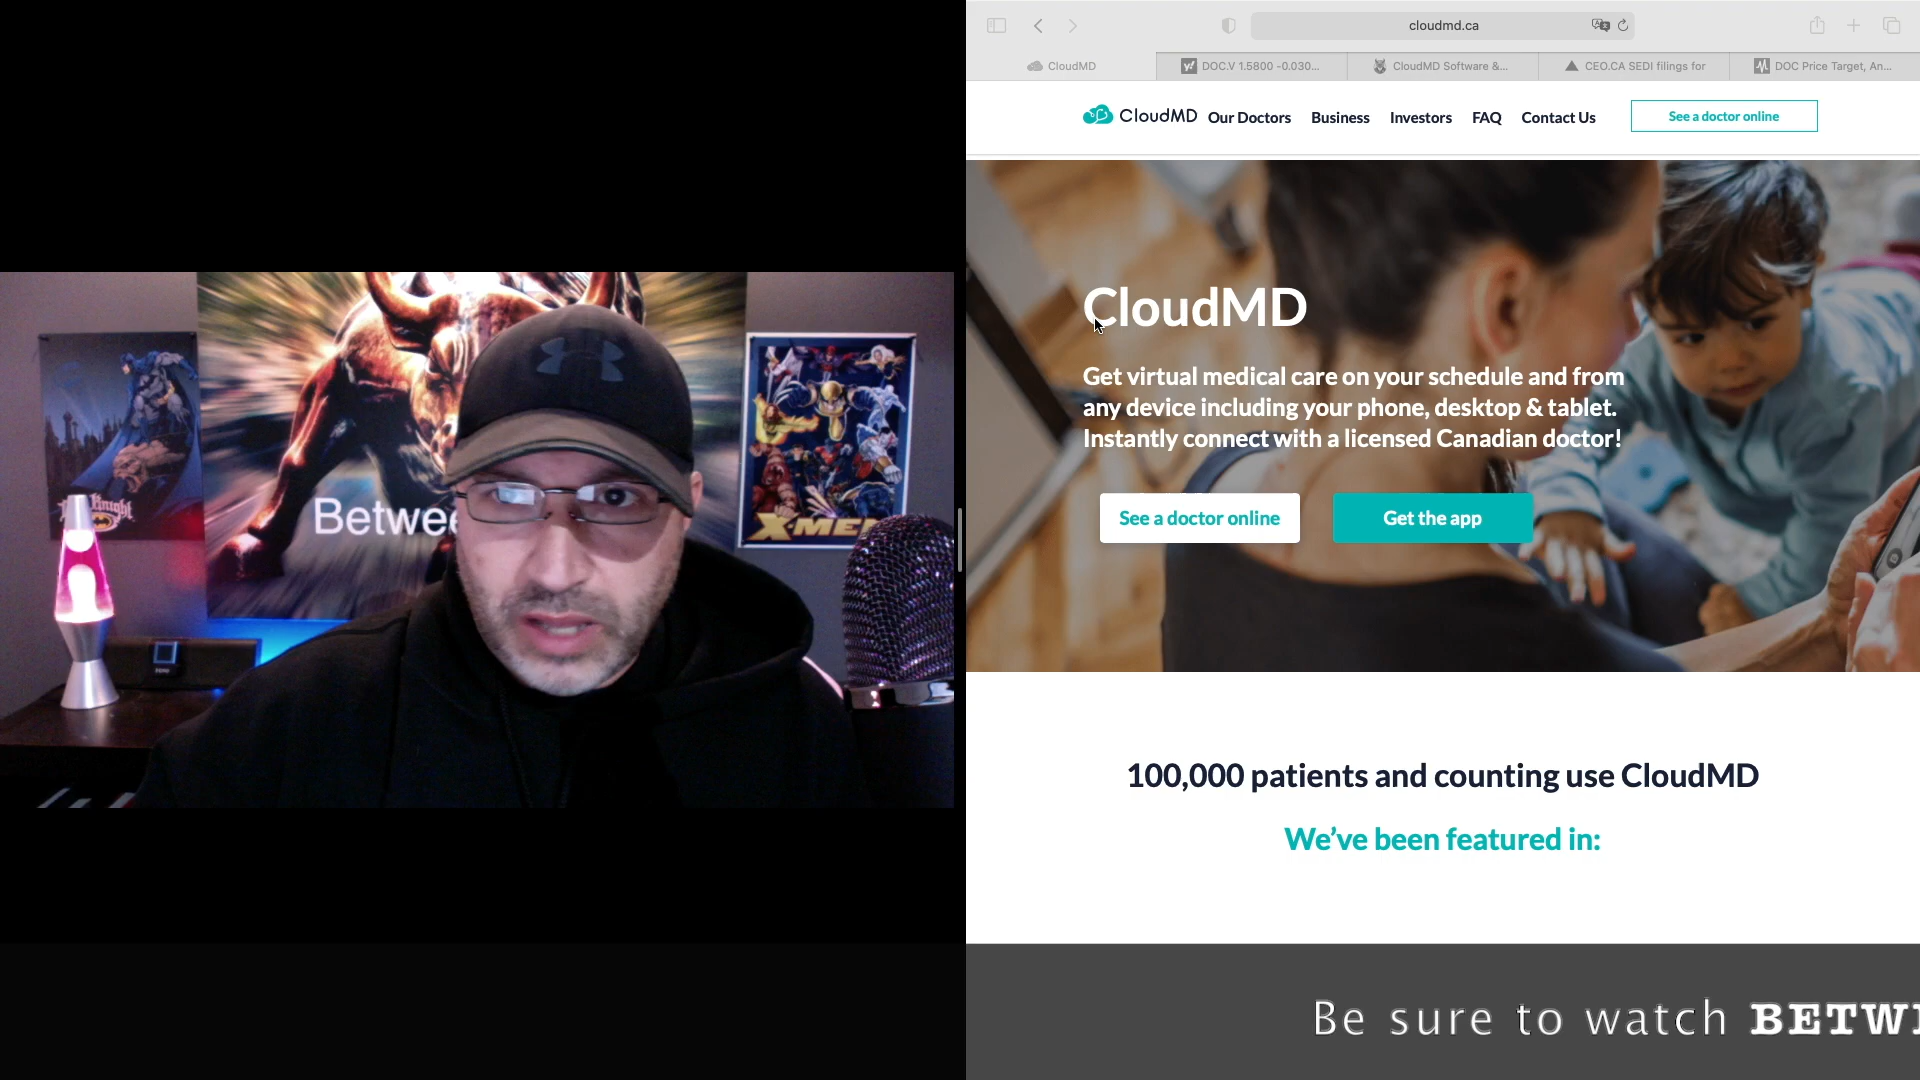 cloudmd.ca
CloudMD
DOC.V 1.5800 -0.030...
CloudMD Software &...
CEO.CA SEDI filings for
DOC Price Target, An...
CloudMD
Our Doctors
Business
Investors
FAQ
Contact Us
See a doctor online
CloudMD
Get virtual medical care on your schedule and from
any device including your phone, desktop & tablet.
Instantly connect with a licensed Canadian doctor!
See a doctor online
Get the app
100,000 patients and counting use CloudMD
We've been featured in:
Be sure to watch BETW
Betwee
Knight
X-MEN